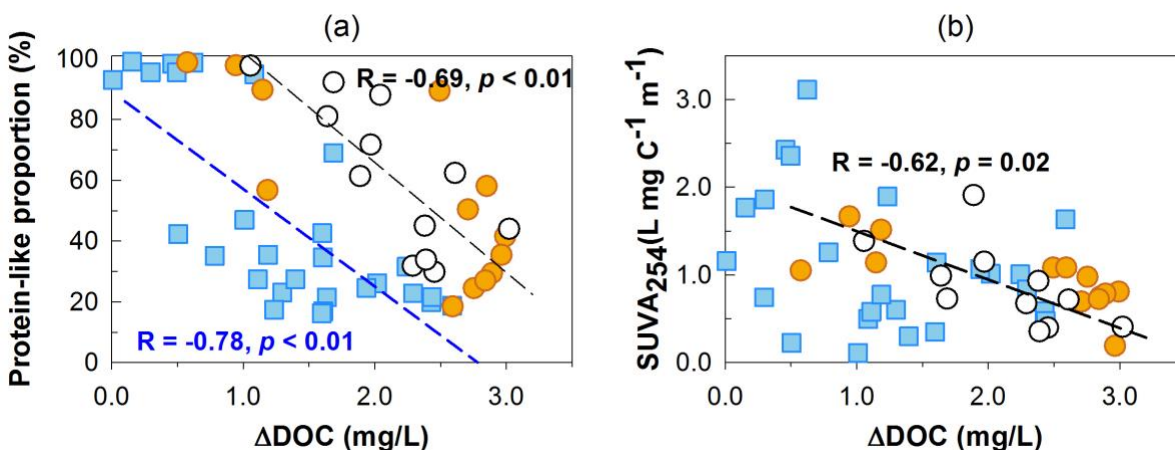 (a)
Protein-like proportion (%)
100
80
60
40
20
0
R = -0.69, p < 0.01
R = -0.78, p < 0.01
0.0 1.0 2.0 3.0
ΔDOC (mg/L)
(b)
SUVA254(L mg C-1 m-1)
3.0
2.0
1.0
0.0
R = -0.62, p = 0.02
0.0 1.0 2.0 3.0
ΔDOC (mg/L)